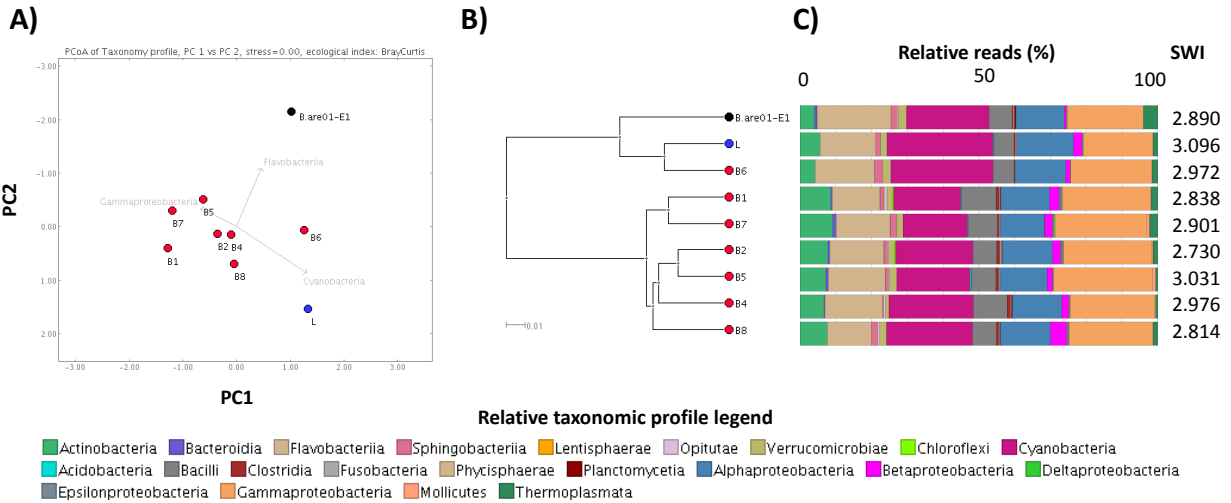 A)
B)
C)
PCoA of Taxonomy profile, PC 1 vs PC 2, stress=0.00, ecological index: BrayCurtis
Relative reads (%)
SWI
0
50
100
-3.00
-2.00
-1.00
0.00
1.00
2.00
PC2
B.are01-E1
Flavobacteriia
Gammaproteobacteria
B5
B7
B2
B4
B6
B1
B8
Cyanobacteria
L
-3.00
-2.00
-1.00
0.00
1.00
2.00
3.00
PC1
B.are01-E1
L
B6
B1
B7
B2
B5
B4
B8
0.01
2.890
3.096
2.972
2.838
2.901
2.730
3.031
2.976
2.814
Relative taxonomic profile legend
Actinobacteria Bacteroidia Flavobacteriia Sphingobacteriia Lentisphaerae Opitutae Verrucomicrobiae Chloroflexi Cyanobacteria
Acidobacteria Bacilli Clostridia Fusobacteria Phycisphaerae Planctomycetia Alphaproteobacteria Betaproteobacteria Deltaproteobacteria
Epsilonproteobacteria Gammaproteobacteria Mollicutes Thermoplasmata